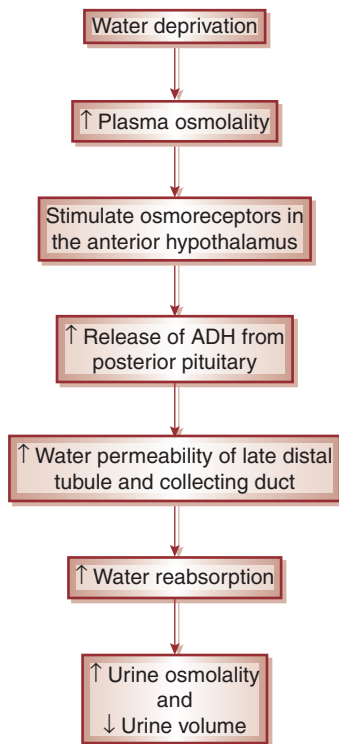 Water deprivation
↑ Plasma osmolality
Stimulate osmoreceptors in
the anterior hypothalamus
↑ Release of ADH from
posterior pituitary
↑ Water permeability of late distal
tubule and collecting duct
↑ Water reabsorption
↑ Urine osmolality
and
↓ Urine volume